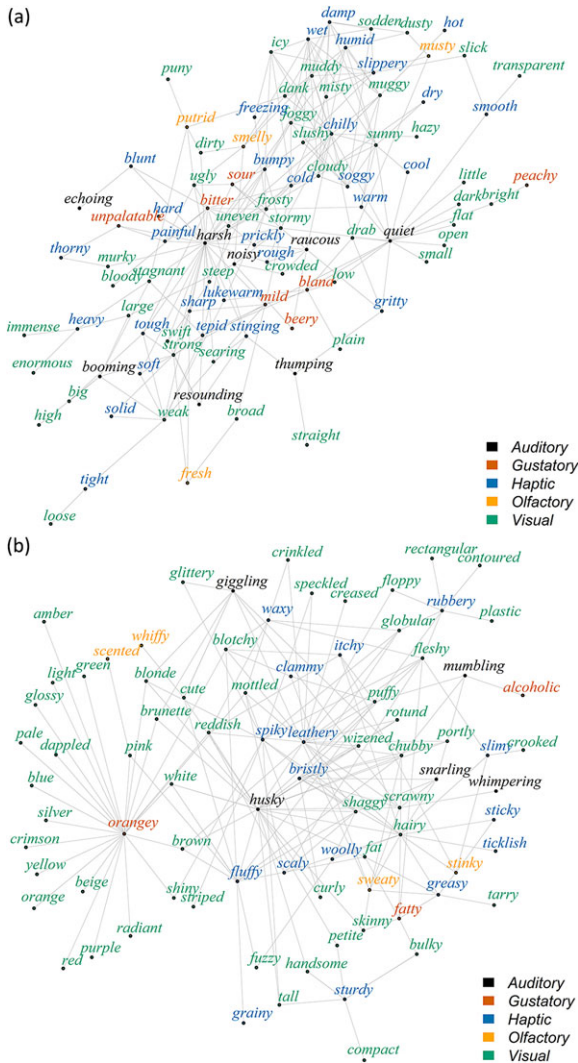 (a)
damp
sodden
dusty
hot
wet
humid
musty
icy
slippery
slick
puny
muddy
transparent
dank
misty
muggy
dry
freezing
putrid
foggy
chilly
smooth
dirty
smelly
slushy
sunny
hazy
blunt
bumpy
cloudy
cool
ugly
sour
cold
soggy
little
peachy
echoing
bitter
frosty
warm
dark
bright
unpalatable
hard
uneven
stormy
flat
painful
harsh
prickly
raucous
drab
quiet
open
thorny
murky
noisy
rough
small
bloody
stagnant
steep
crowded
low
large
sharp
lukewarm
mild
bland
gritty
immense
heavy
tough
swift
tepid
stinging
beery
strong
plain
enormous
booming
soft
searing
thumping
big
resounding
high
solid
weak
broad
straight
tight
fresh
loose
Auditory
Gustatory
Haptic
Olfactory
Visual
(b)
crinkled
rectangular
contoured
glittery
giggling
speckled
creased
floppy
rubbery
amber
waxy
globular
plastic
whiffy
scented
blotchy
itchy
fleshy
light
green
blonde
clammy
mumbling
glossy
cute
mottled
puffy
alcoholic
brunette
reddish
rotund
pale
dappled
pink
spiky
leathery
wizened
chubby
portly
slimy
crooked
blue
white
bristly
snarling
whimpering
silver
orangey
husky
shaggy
scrawny
sticky
crimson
brown
hairy
woolly
fat
ticklish
yellow
fluffy
scaly
stinky
beige
shiny
striped
curly
sweaty
greasy
orange
skinny
fatty
tarry
radiant
petite
purple
bulky
red
fuzzy
handsome
sturdy
grainy
tall
compact
Auditory
Gustatory
Haptic
Olfactory
Visual